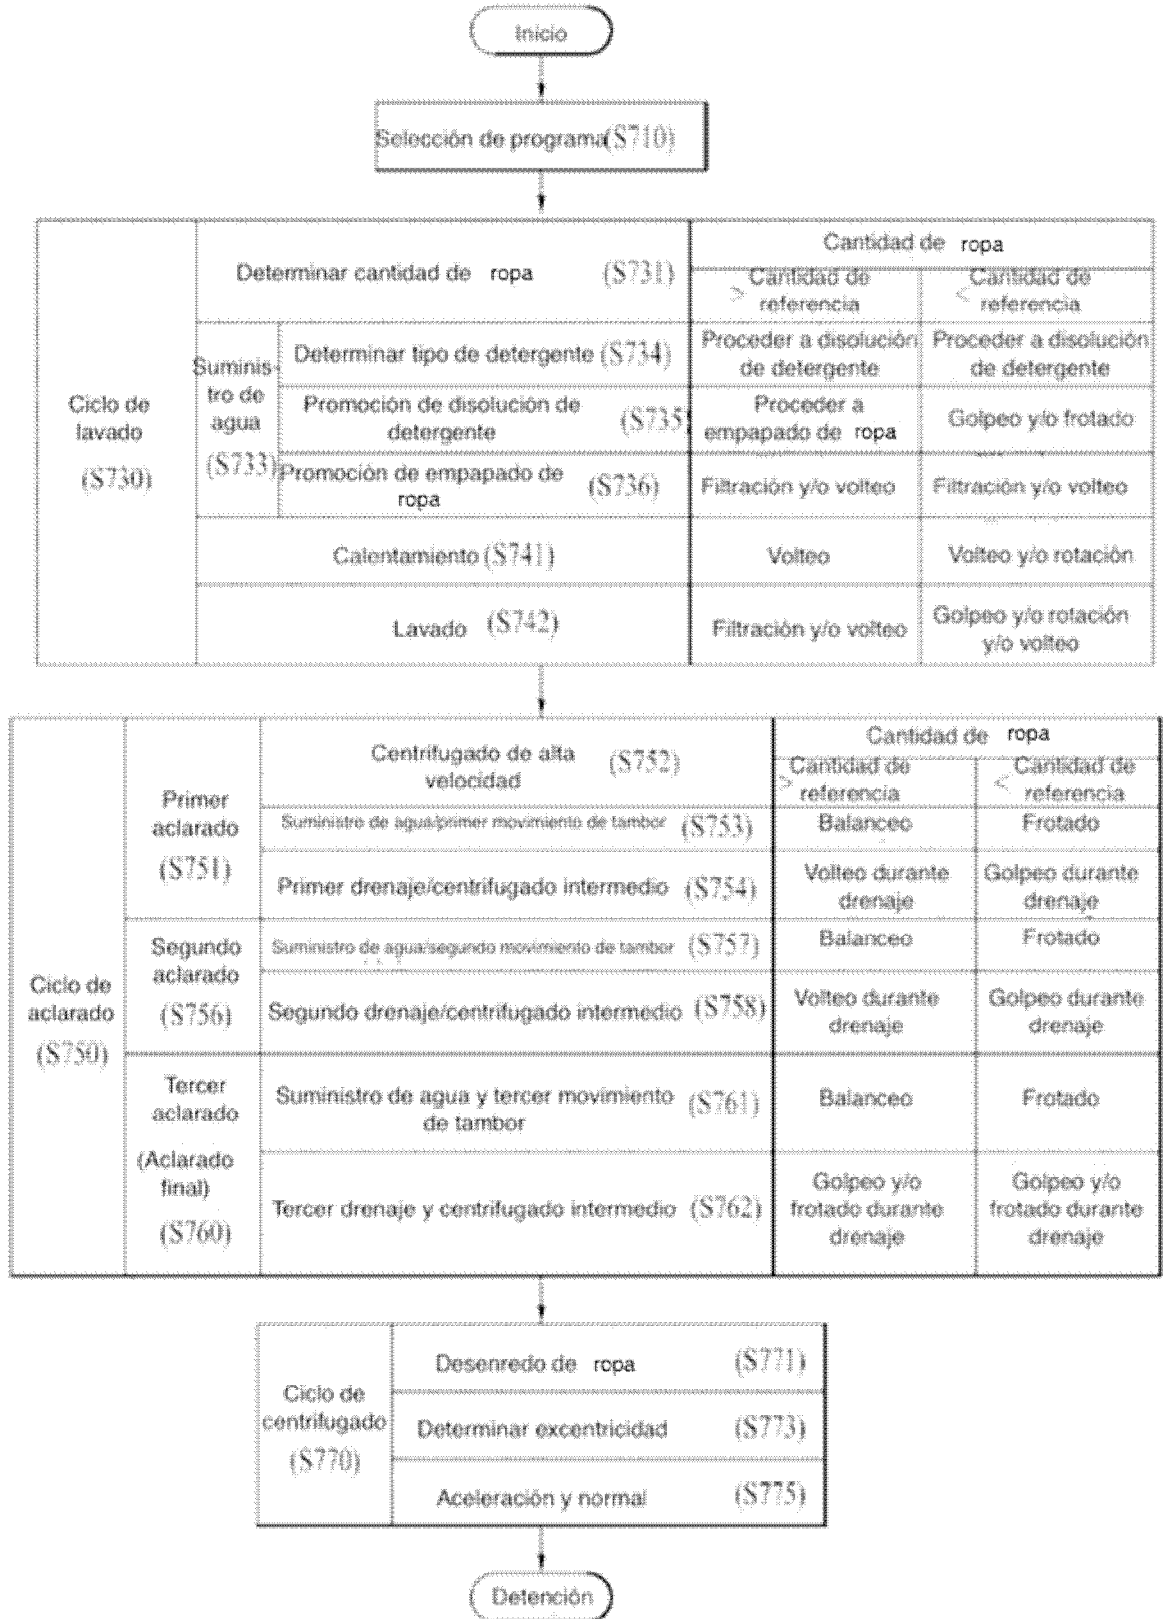 Inicio
Selección de programa(S710)
Cantidad de ropa
Determinar cantidad de ropa (S731)
> Cantidad de
referencia
< Cantidad de
referencia
Ciclo de
lavado
(S730)
Suminis-
tro de
agua
(S733)
Determinar tipo de detergente (S734)
Proceder a disolución
de detergente
Proceder a disolución
de detergente
Promoción de disolución de
detergente
(S735)
Proceder a
empapado de ropa
Golpeo y/o frotado
Promoción de empapado de
ropa
(S736)
Filtración y/o volteo
Filtración y/o volteo
Calentamiento (S741)
Volteo
Volteo y/o rotación
Lavado (S742)
Filtración y/o volteo
Golpeo y/o rotación
y/o volteo
Ciclo de
aclarado
(S750)
Primer
aclarado
(S751)
Centrifugado de alta
velocidad
(S752)
Cantidad de ropa
> Cantidad de
referencia
< Cantidad de
referencia
Suministro de agua/primer movimiento de tambor (S753)
Balanceo
Frotado
Primer drenaje/centrifugado intermedio (S754)
Volteo durante
drenaje
Golpeo durante
drenaje
Segundo
aclarado
(S756)
Suministro de agua/segundo movimiento de tambor (S757)
Balanceo
Frotado
Segundo drenaje/centrifugado intermedio (S758)
Volteo durante
drenaje
Golpeo durante
drenaje
Tercer
aclarado
(Aclarado
final)
(S760)
Suministro de agua y tercer movimiento
de tambor
(S761)
Balanceo
Frotado
Tercer drenaje y centrifugado intermedio (S762)
Golpeo y/o
frotado durante
drenaje
Golpeo y/o
frotado durante
drenaje
Ciclo de
centrifugado
(S770)
Desenredo de ropa (S771)
Determinar excentricidad (S773)
Aceleración y normal (S775)
Detención